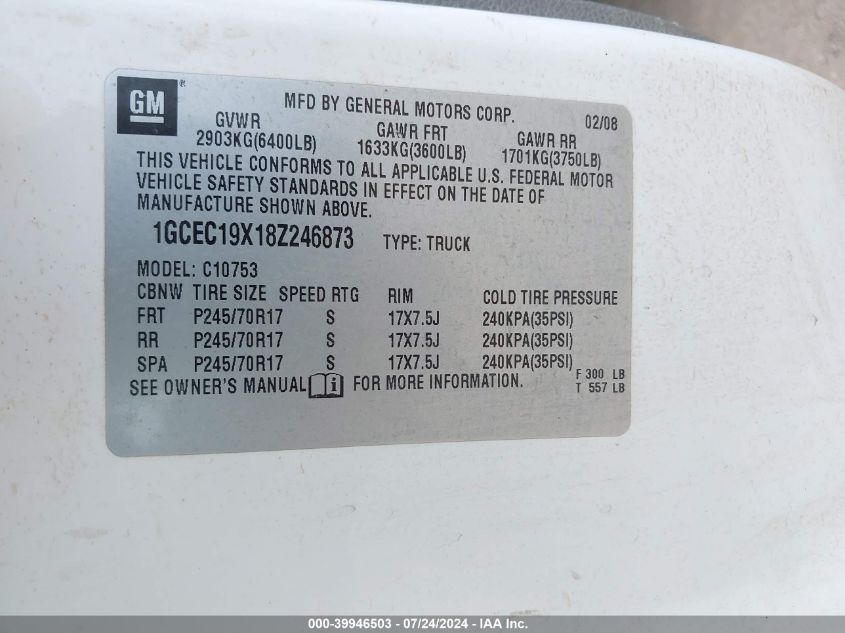 GM ®
MFD BY GENERAL MOTORS CORP. 02/08
GVWR GAWR FRT GAWR RR
2903KG(6400LB) 1633KG(3600LB) 1701KG(3750LB)
THIS VEHICLE CONFORMS TO ALL APPLICABLE U.S. FEDERAL MOTOR
VEHICLE SAFETY STANDARDS IN EFFECT ON THE DATE OF
MANUFACTURE SHOWN ABOVE.
1GCEC19X18Z246873 TYPE: TRUCK
MODEL: C10753
CBNW TIRE SIZE SPEED RTG RIM COLD TIRE PRESSURE
FRT P245/70R17 S 17X7.5J 240KPA(35PSI)
RR P245/70R17 S 17X7.5J 240KPA(35PSI)
SPA P245/70R17 S 17X7.5J 240KPA(35PSI)
SEE OWNER'S MANUAL i FOR MORE INFORMATION.
F 300 LB
T 557 LB
000-39946503 - 07/24/2024 - IAA Inc.